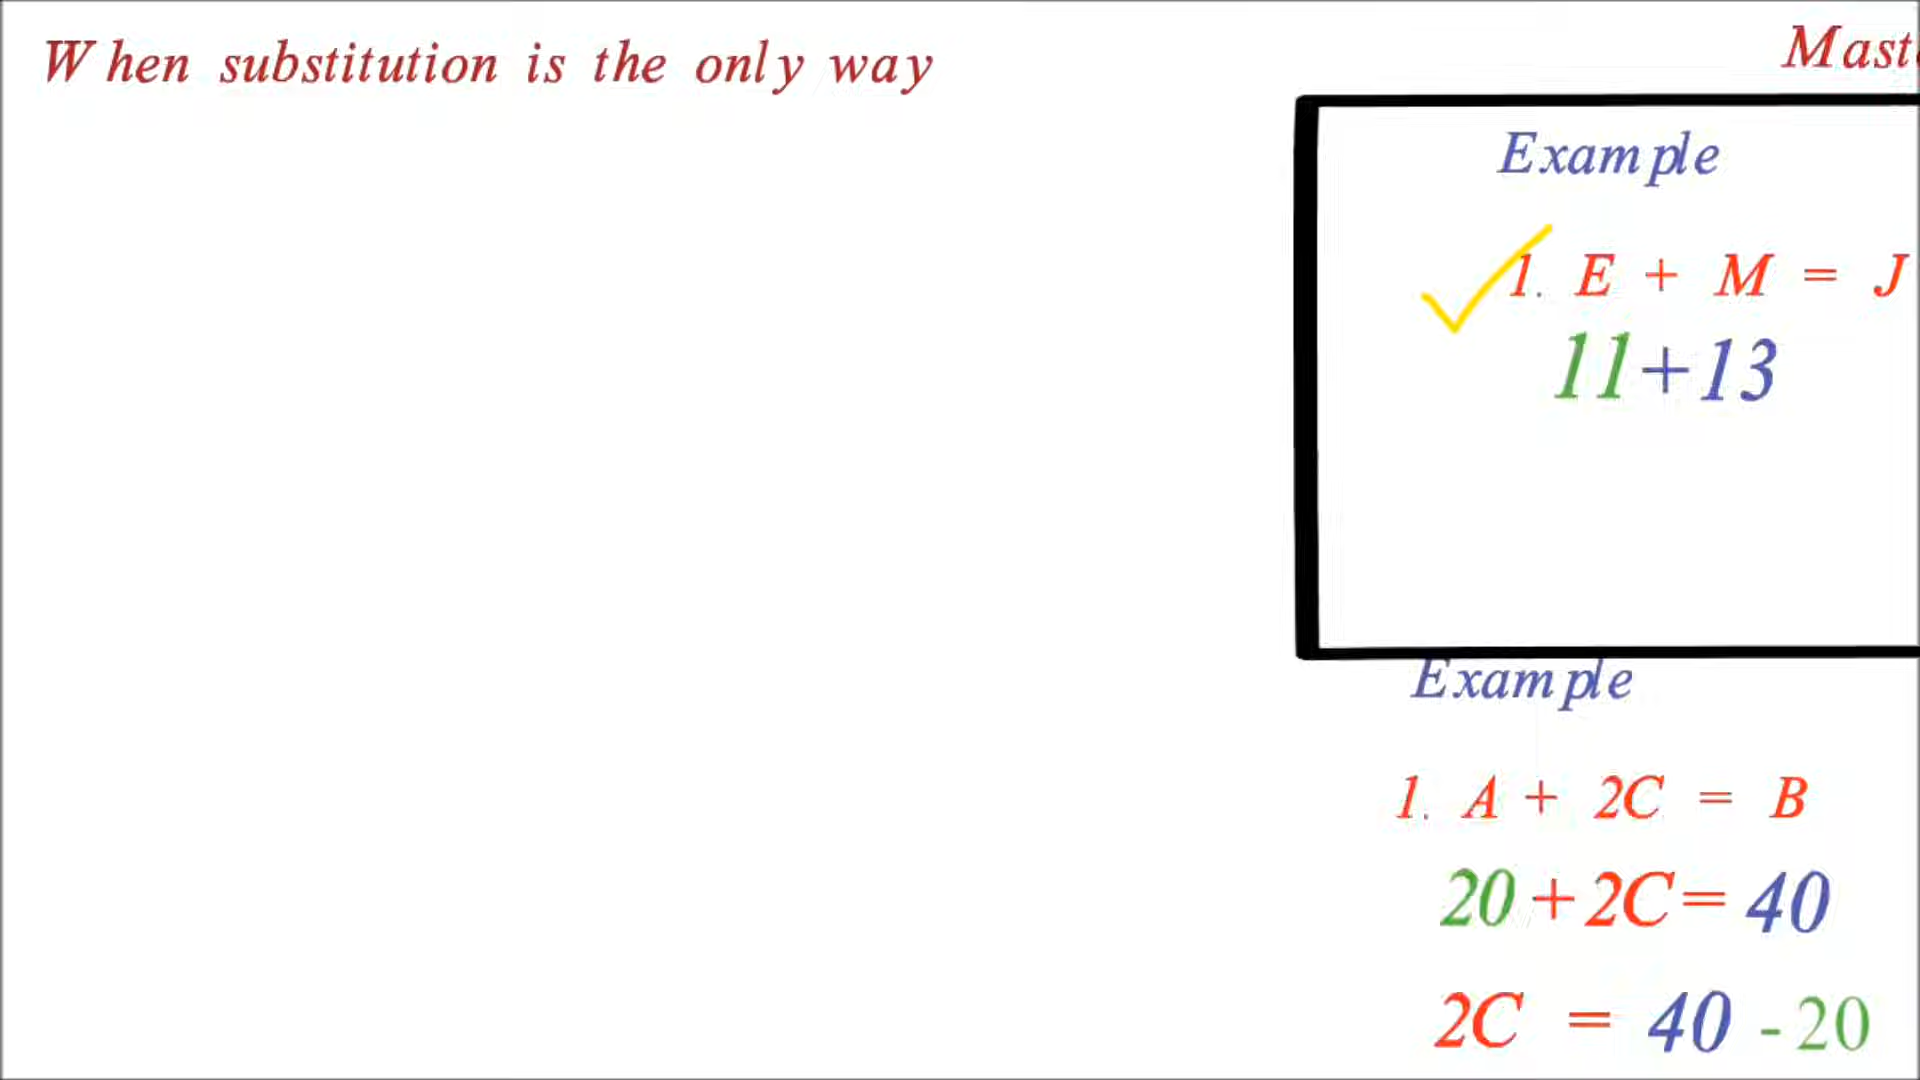 When substitution is the only way
Example
1. E + M = J
11+13
Example
1. A + 2C = B
20+2C=40
2C = 40-20